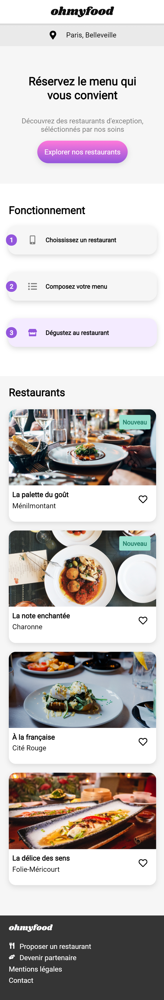 ohmyfood
Paris, Belleveille
Réservez le menu qui
vous convient
Découvrez des restaurants d'exception,
séléctionnés par nos soins
Explorer nos restaurants
Fonctionnement
1 Choississez un restaurant
2 Composez votre menu
3 Dégustez au restaurant
Restaurants
Nouveau
La palette du goût
Ménilmontant
Nouveau
La note enchantée
Charonne
À la française
Cité Rouge
La délice des sens
Folie-Méricourt
ohmyfood
Proposer un restaurant
Devenir partenaire
Mentions légales
Contact